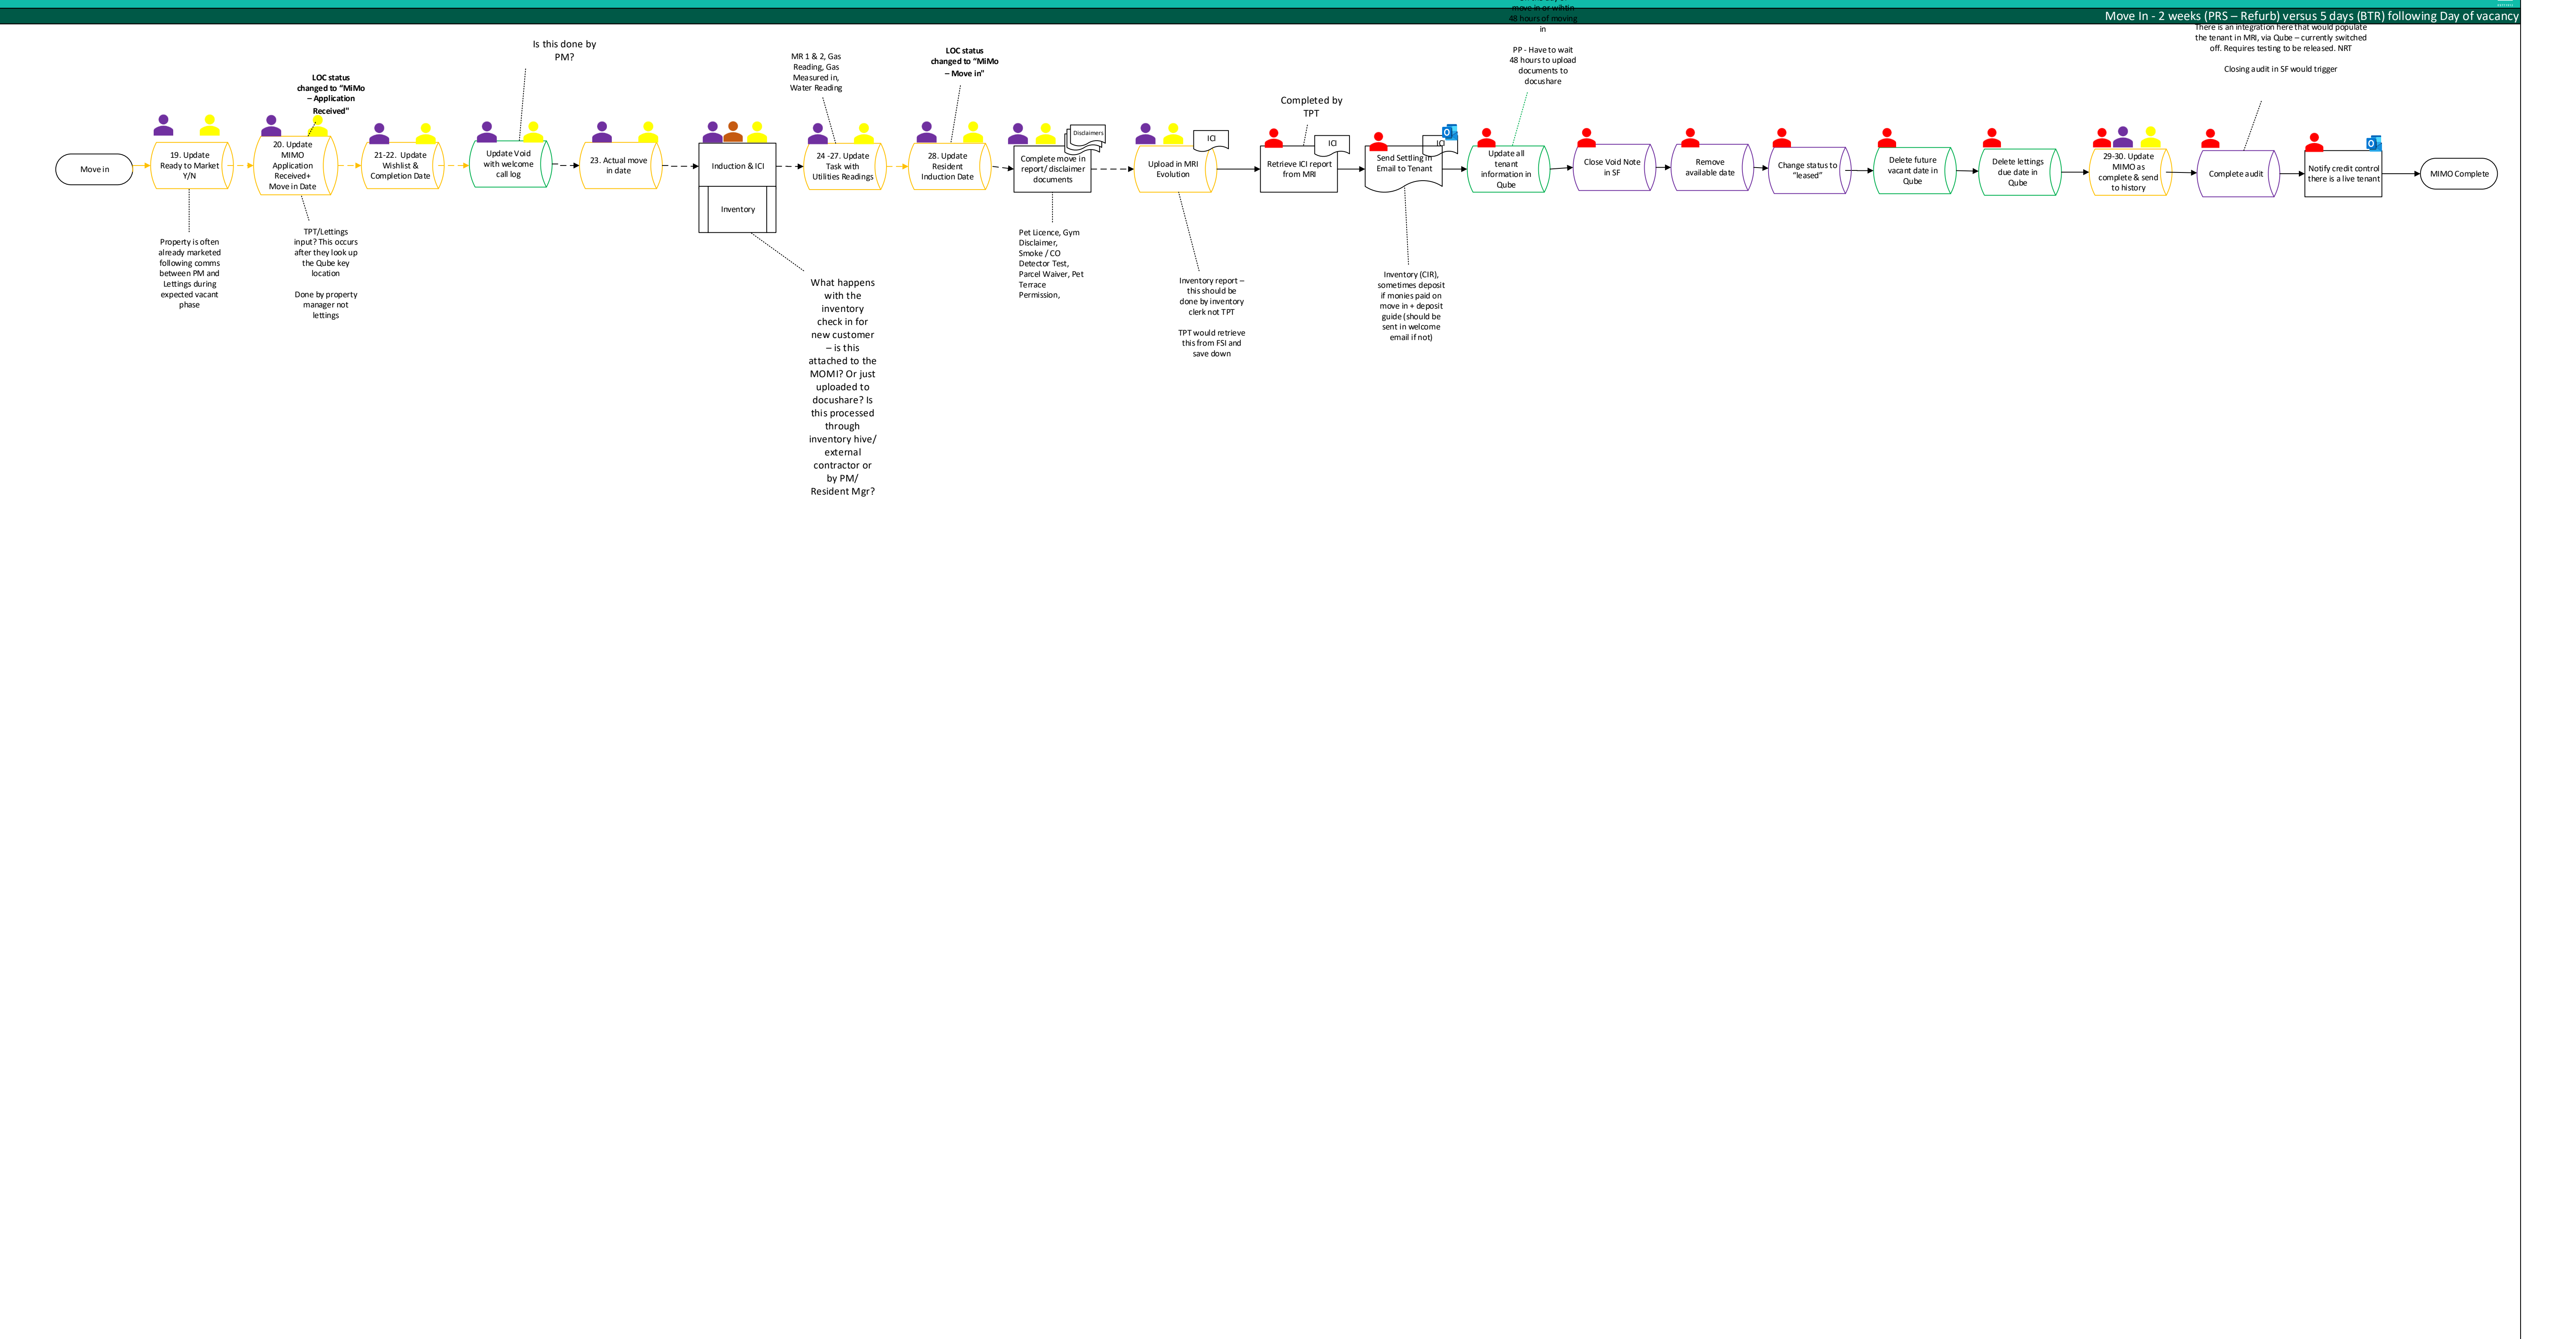 move in or wihtin
48 hours of moving
in
Move In - 2 weeks (PRS – Refurb) versus 5 days (BTR) following Day of vacancy
There is an integration here that would populate
the tenant in MRI, via Qube – currently switched
off. Requires testing to be released. NRT
Closing audit in SF would trigger
Is this done by
PM?
LOC status
changed to "MiMo
– Application
Received"
MR 1 & 2, Gas
Reading, Gas
Measured in,
Water Reading
LOC status
changed to "MiMo
– Move in"
PP - Have to wait
48 hours to upload
documents to
docushare
Completed by
TPT
Move in
19. Update
Ready to Market
Y/N
20. Update
MIMO
Application
Received+
Move in Date
21-22. Update
Wishlist &
Completion Date
Update Void
with welcome
call log
23. Actual move
in date
Induction & ICI
Inventory
24 -27. Update
Task with
Utilities Readings
28. Update
Resident
Induction Date
Disclaimers
Complete move in
report/ disclaimer
documents
ICI
Upload in MRI
Evolution
ICI
Retrieve ICI report
from MRI
ICI
Send Settling in
Email to Tenant
Update all
tenant
information in
Qube
Close Void Note
in SF
Remove
available date
Change status to
"leased"
Delete future
vacant date in
Qube
Delete lettings
due date in
Qube
29-30. Update
MIMO as
complete & send
to history
Complete audit
Notify credit control
there is a live tenant
MIMO Complete
Property is often
already marketed
following comms
between PM and
Lettings during
expected vacant
phase
TPT/Lettings
input? This occurs
after they look up
the Qube key
location
Done by property
manager not
lettings
What happens
with the
inventory
check in for
new customer
– is this
attached to the
MOMI? Or just
uploaded to
docushare? Is
this processed
through
inventory hive/
external
contractor or
by PM/
Resident Mgr?
Pet Licence, Gym
Disclaimer,
Smoke / CO
Detector Test,
Parcel Waiver, Pet
Terrace
Permission,
Inventory report –
this should be
done by inventory
clerk not TPT
TPT would retrieve
this from FSI and
save down
Inventory (CIR),
sometimes deposit
if monies paid on
move in + deposit
guide (should be
sent in welcome
email if not)